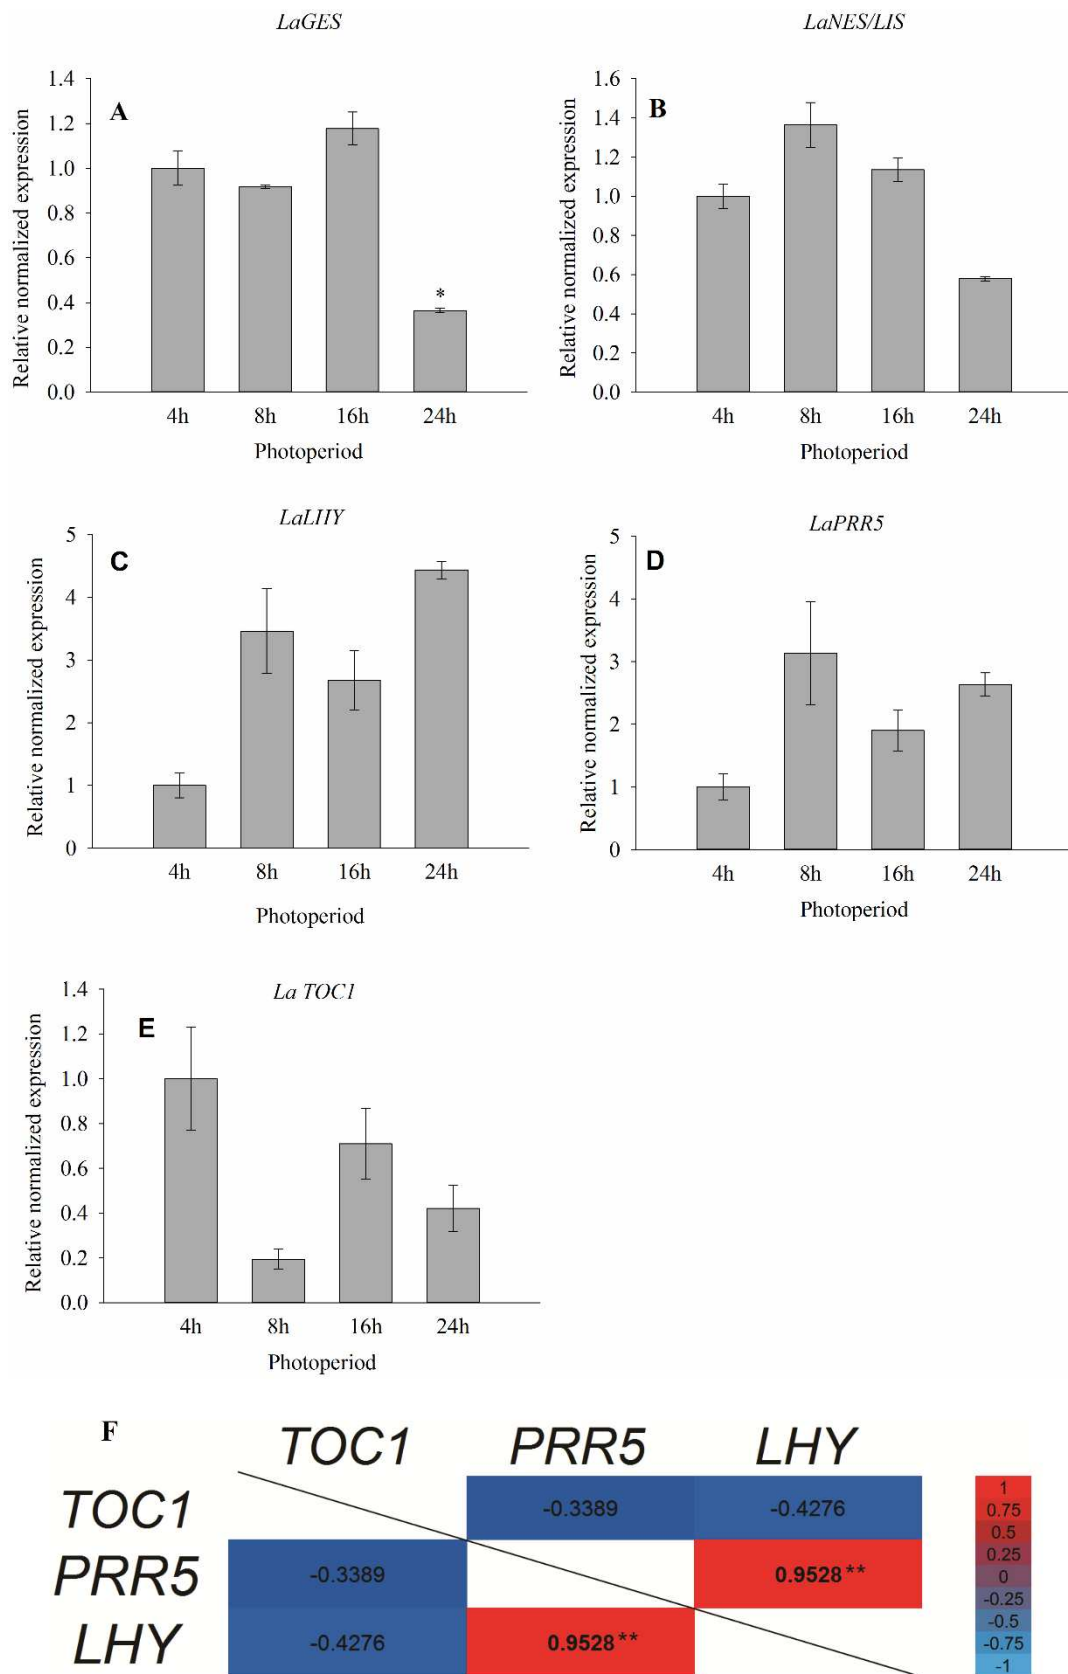 LaGES
A
Relative normalized expression
1.4
1.2
1.0
0.8
0.6
0.4
0.2
0.0
*
4h 8h 16h 24h
Photoperiod
LaNES/LIS
B
Relative normalized expression
1.6
1.4
1.2
1.0
0.8
0.6
0.4
0.2
0.0
4h 8h 16h 24h
Photoperiod
LaLHY
C
Relative normalized expression
5
4
3
2
1
0
4h 8h 16h 24h
Photoperiod
LaPRR5
D
Relative normalized expression
5
4
3
2
1
0
4h 8h 16h 24h
Photoperiod
La TOC1
E
Relative normalized expression
1.4
1.2
1.0
0.8
0.6
0.4
0.2
0.0
4h 8h 16h 24h
Photoperiod
F
TOC1 PRR5 LHY
TOC1 -0.3389 -0.4276
PRR5 -0.3389 0.9528**
LHY -0.4276 0.9528**
1
0.75
0.5
0.25
0
-0.25
-0.5
-0.75
-1